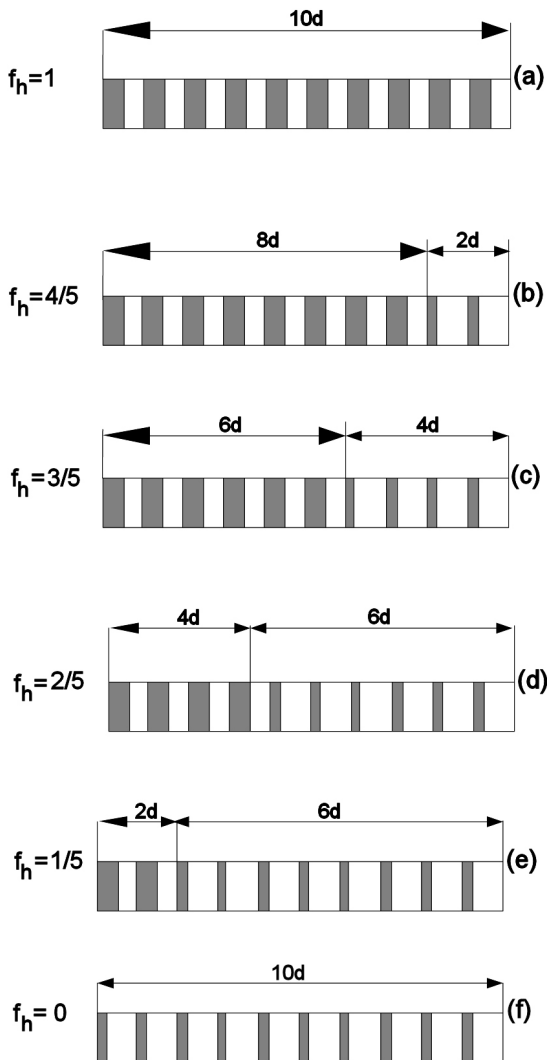 10d
f_h=1
(a)
8d 2d
f_h=4/5
(b)
6d 4d
f_h=3/5
(c)
4d 6d
f_h=2/5
(d)
2d 6d
f_h=1/5
(e)
10d
f_h= 0
(f)